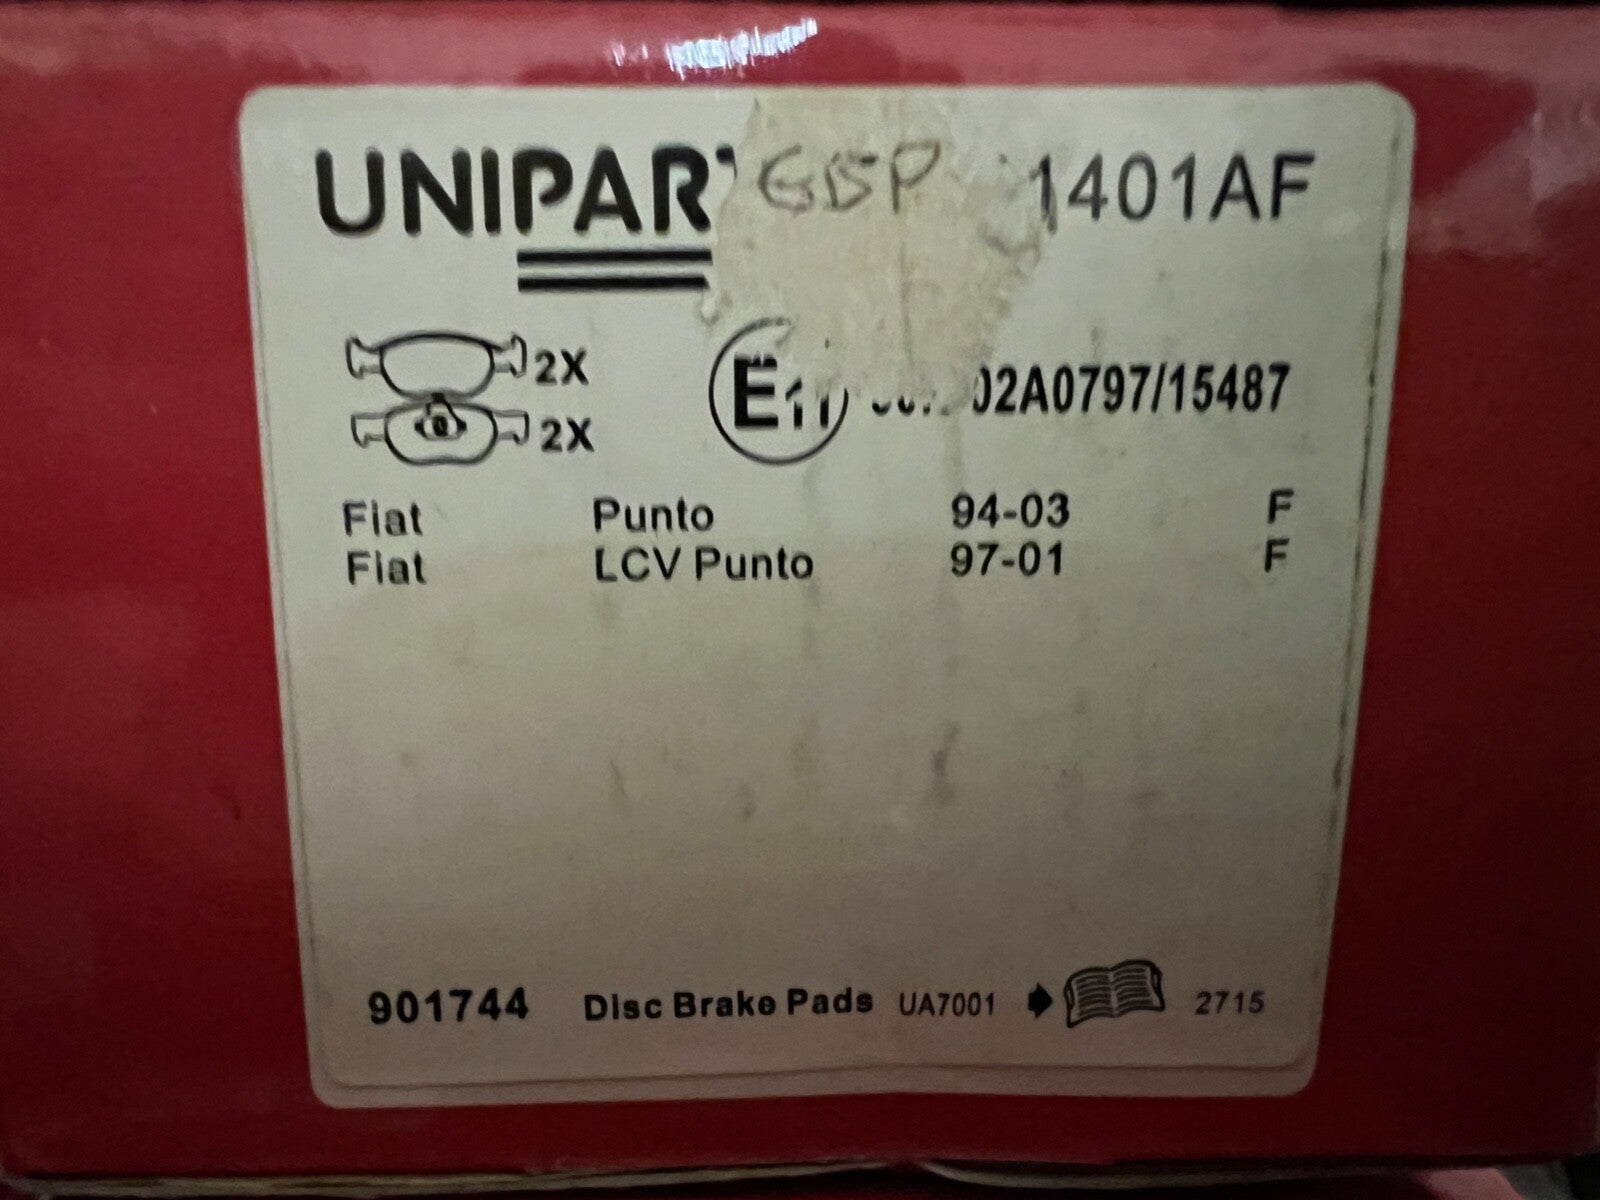 UNIPAR GBP 1401AF
2X
2X
E11 02A0797/15487
Fiat Punto 94-03 F
Fiat LCV Punto 97-01 F
901744 Disc Brake Pads UA7001 2715